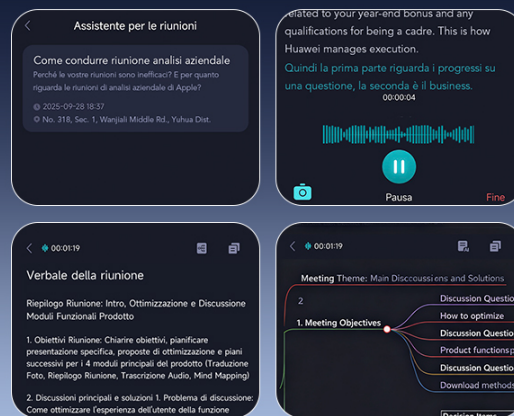 Assistente per le riunioni
Come condurre riunione analisi aziendale
Perché le vostre riunioni sono inefficaci? E per quanto
riguarda le riunioni di analisi aziendale di Apple?
2025-09-28 18:37
No. 318, Sec. 1, Wanjiali Middle Rd., Yuhua Dist.
related to your year-end bonus and any
qualifications for being a cadre. This is how
Huawei manages execution.
Quindi la prima parte riguarda i progressi su
una questione, la seconda è il business.
00:00:04
Pausa
Fine
00:01:19
Verbale della riunione
Riepilogo Riunione: Intro, Ottimizzazione e Discussione
Moduli Funzionali Prodotto
1. Obiettivi Riunione: Chiarire obiettivi, pianificare
presentazione specifica, proposte di ottimizzazione e piani
successivi per i 4 moduli principali del prodotto (Traduzione
Foto, Riepilogo Riunione, Trascrizione Audio, Mind Mapping)
2. Discussioni principali e soluzioni 1. Problema di discussione:
Come ottimizzare l'esperienza dell'utente della funzione
00:01:19
Meeting Theme: Main Disccoussiens and Solutions
2
1. Meeting Objectives
Discussion Questio
How to optimize
Discussion Questio
Product functions p
Discussion Questio
Download methods
Decision Items